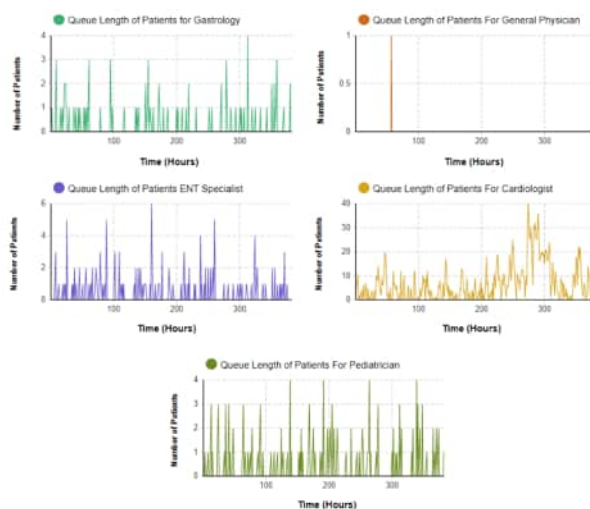 Queue Length of Patients for Gastrology
Number of Patients
4
3
2
1
0
100
200
300
Time (Hours)
Queue Length of Patients For General Physician
Number of Patients
1
0.5
0
100
200
300
Time (Hours)
Queue Length of Patients ENT Specialist
Number of Patients
6
4
2
0
100
200
300
Time (Hours)
Queue Length of Patients For Cardiologist
Number of Patients
40
30
20
10
0
100
200
300
Time (Hours)
Queue Length of Patients For Pediatrician
Number of Patients
4
3
2
1
0
100
200
300
Time (Hours)